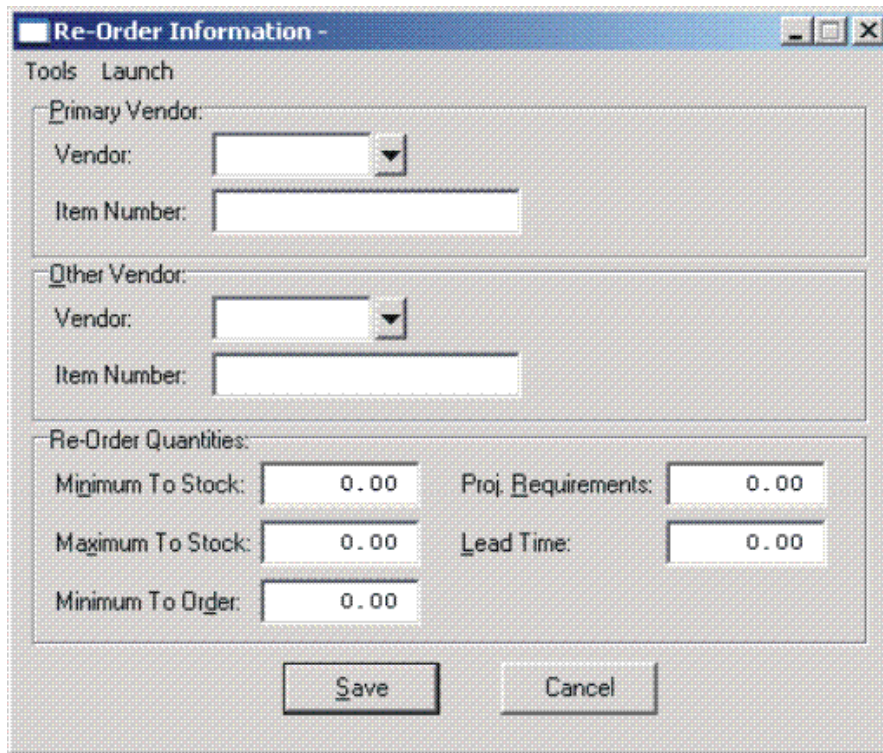 Re-Order Information -
Tools Launch
Primary Vendor:
Vendor:
Item Number:
Other Vendor:
Vendor:
Item Number:
Re-Order Quantities:
Minimum To Stock: 0.00 Proj. Requirements: 0.00
Maximum To Stock: 0.00 Lead Time: 0.00
Minimum To Order: 0.00
Save Cancel